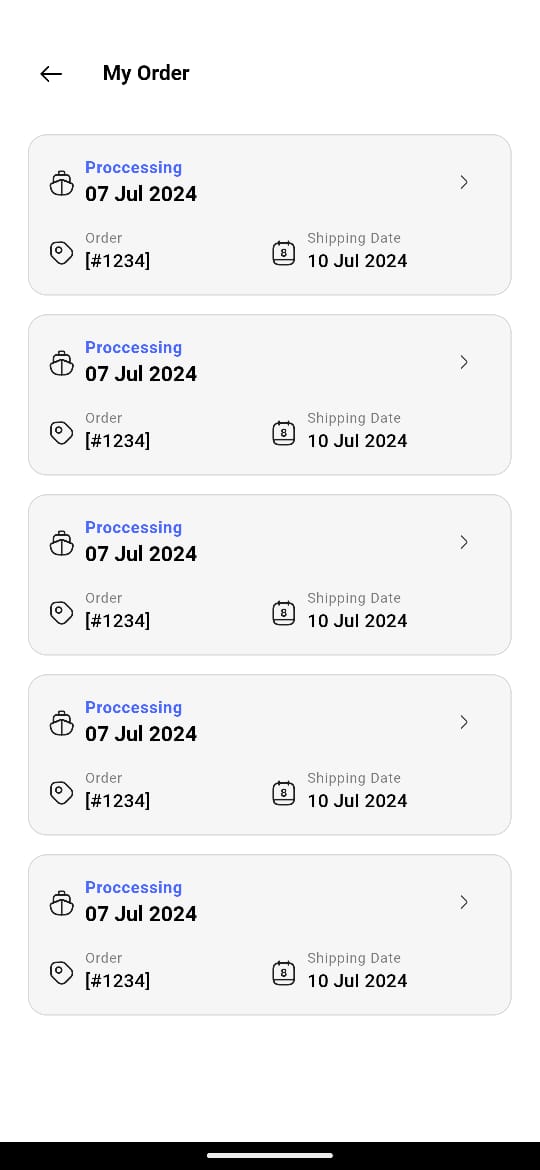 My Order
Proccessing
07 Jul 2024
Order
[#1234]
8
Shipping Date
10 Jul 2024
Proccessing
07 Jul 2024
Order
[#1234]
8
Shipping Date
10 Jul 2024
Proccessing
07 Jul 2024
Order
[#1234]
8
Shipping Date
10 Jul 2024
Proccessing
07 Jul 2024
Order
[#1234]
8
Shipping Date
10 Jul 2024
Proccessing
07 Jul 2024
Order
[#1234]
8
Shipping Date
10 Jul 2024